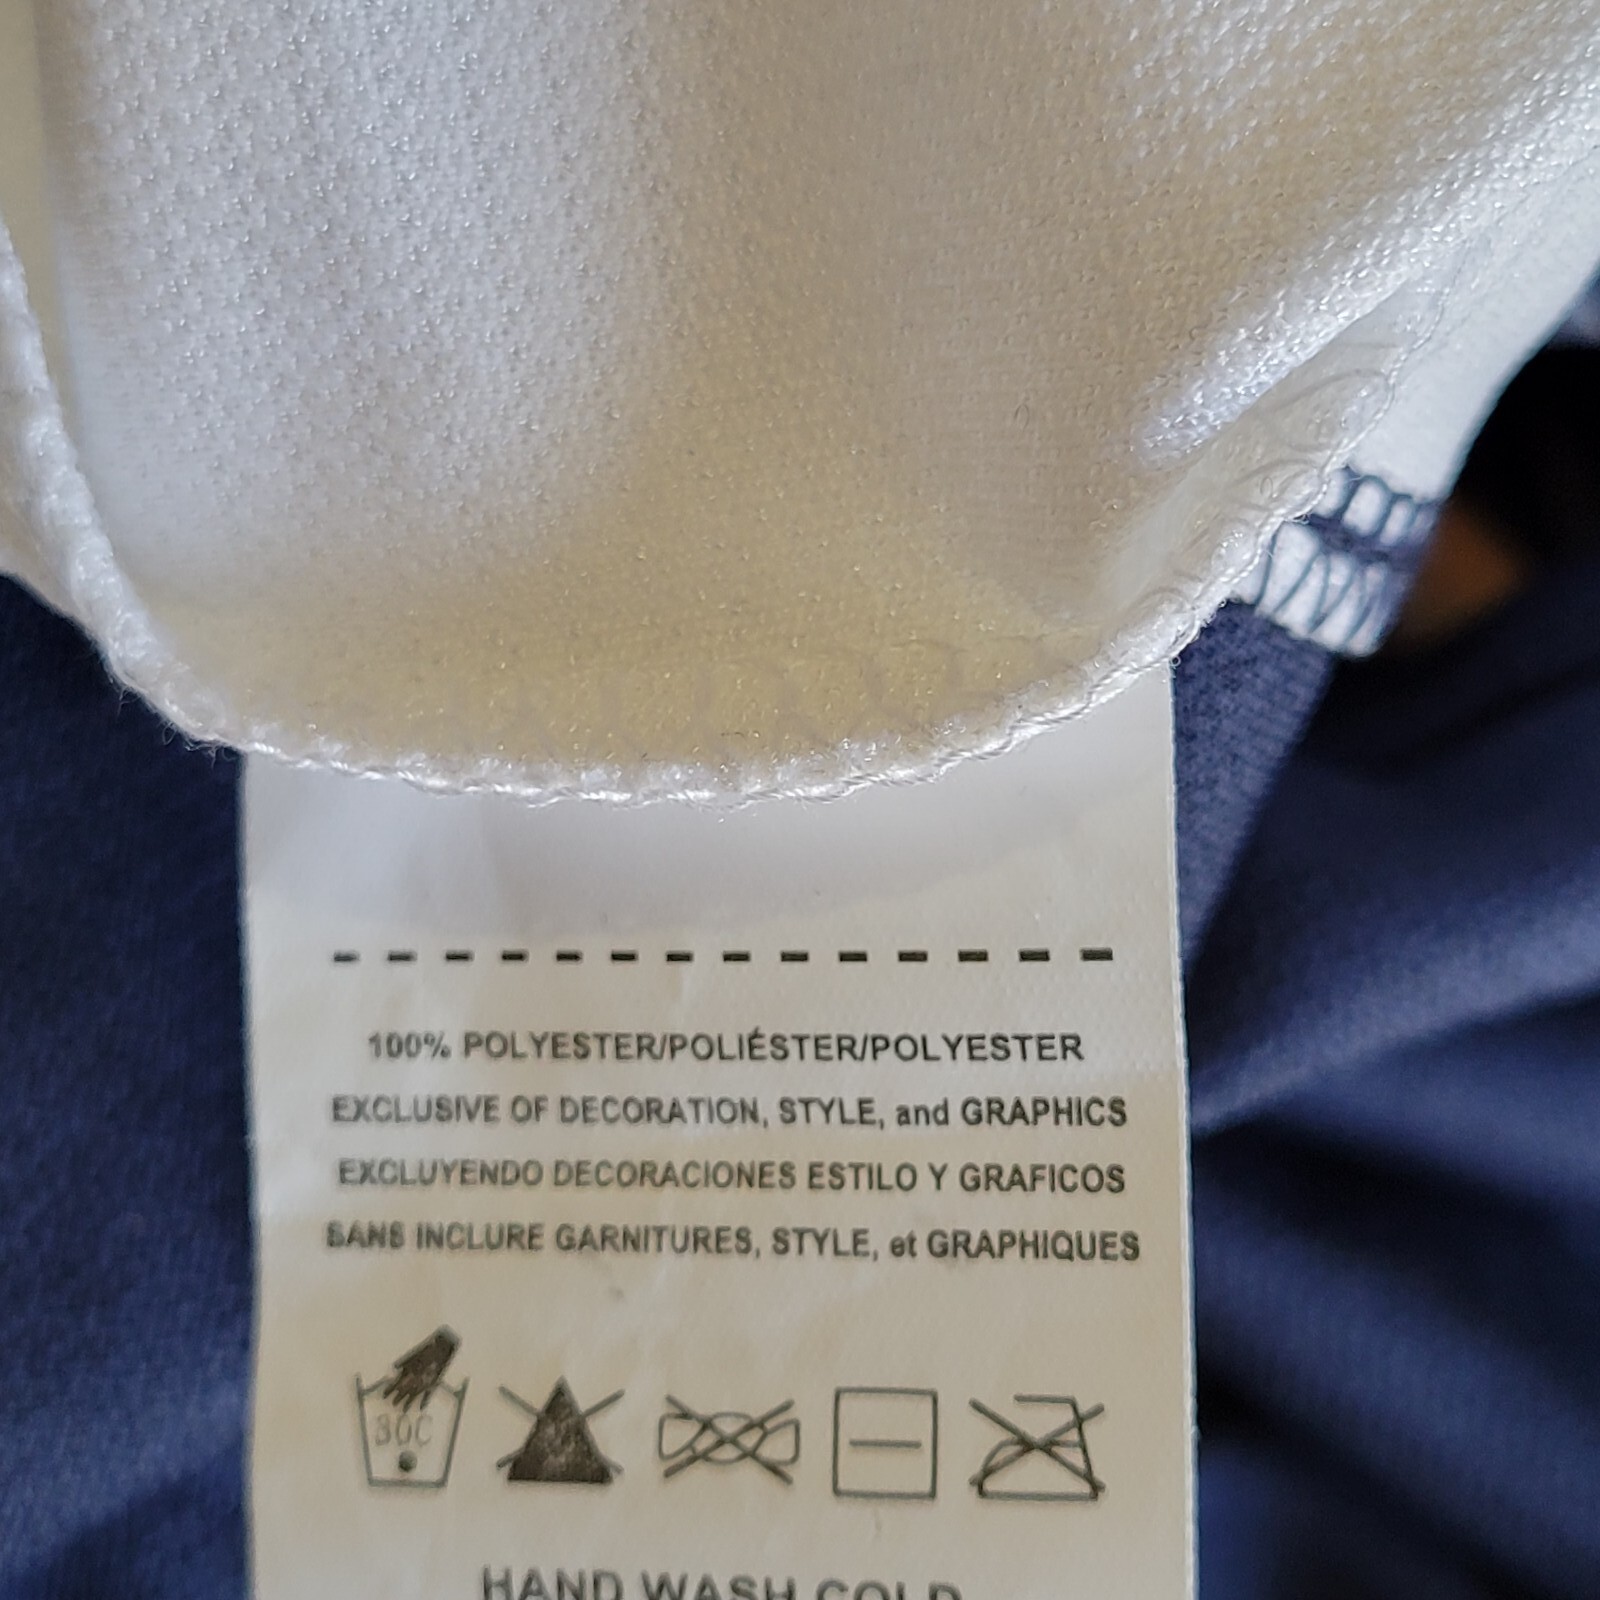 100% POLYESTER/POLIÉSTER/POLYESTER
EXCLUSIVE OF DECORATION, STYLE, and GRAPHICS
EXCLUYENDO DECORACIONES ESTILO Y GRAFICOS
SANS INCLURE GARNITURES, STYLE, et GRAPHIQUES
30C
HAND WASH COLD